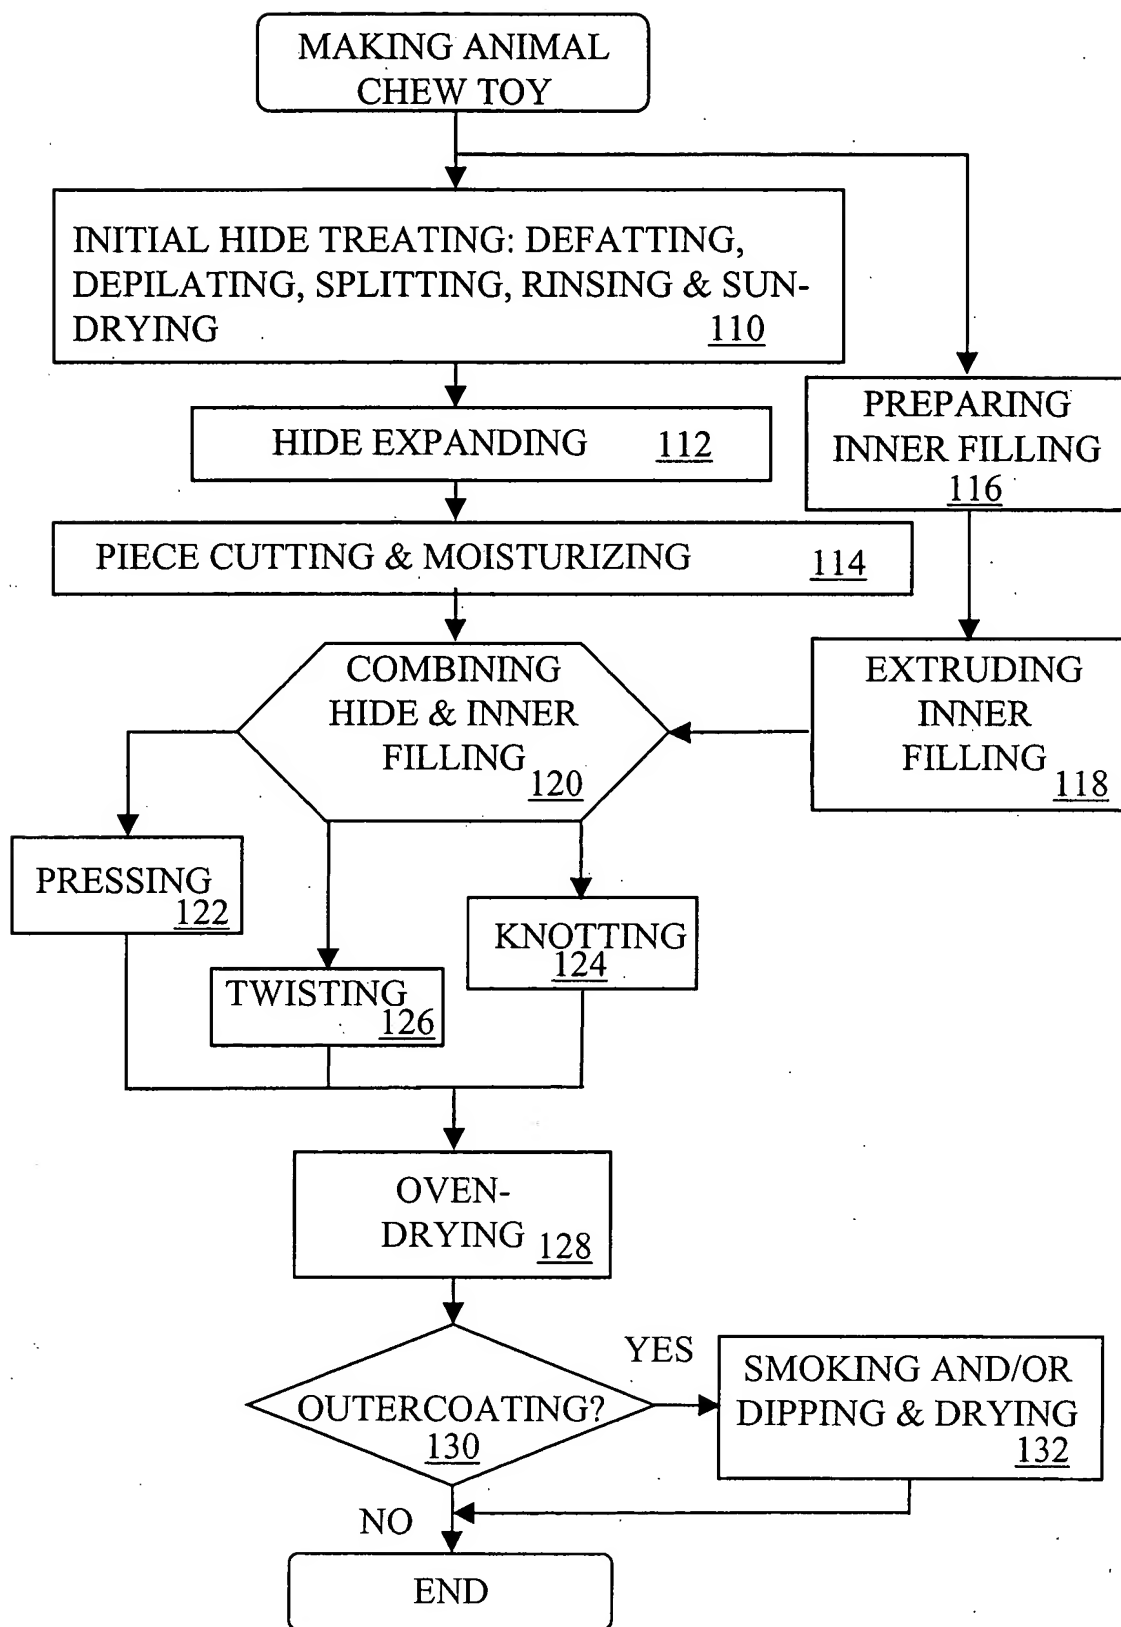 MAKING ANIMAL
CHEW TOY
INITIAL HIDE TREATING: DEFATTING,
DEPILATING, SPLITTING, RINSING & SUN-
DRYING 110
HIDE EXPANDING 112
PREPARING
INNER FILLING
116
PIECE CUTTING & MOISTURIZING 114
COMBINING
HIDE & INNER
FILLING 120
EXTRUDING
INNER
FILLING 118
PRESSING
122
KNOTTING
124
TWISTING
126
OVEN-
DRYING 128
OUTERCOATING?
130
YES
SMOKING AND/OR
DIPPING & DRYING
132
NO
END